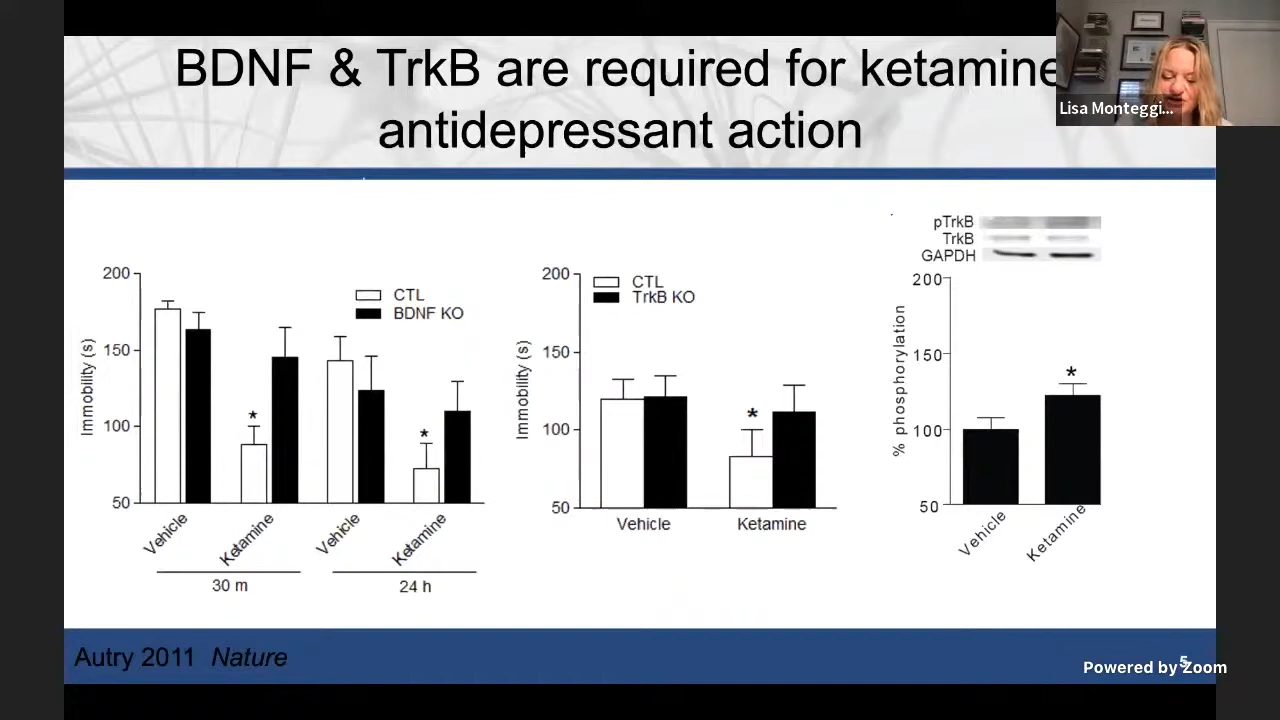 BDNF & TrkB are required for ketamine
antidepressant action
Lisa Monteggi...
200
150
100
50
Immobility (s)
CTL
BDNF KO
*
*
Vehicle
Ketamine
Vehicle
Ketamine
30 m
24 h
200
150
100
50
Immobility (s)
CTL
TrkB KO
*
Vehicle
Ketamine
pTrkB
TrkB
GAPDH
200
150
100
50
% phosphorylation
*
Vehicle
Ketamine
Autry 2011 Nature
5
Powered by Zoom